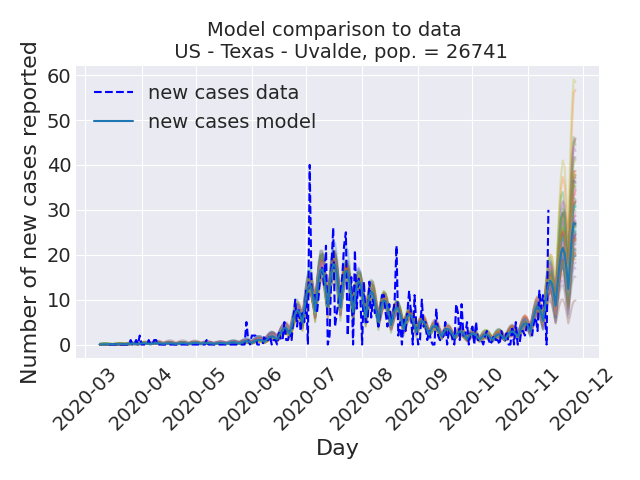 Model comparison to data
US - Texas - Uvalde, pop. = 26741
Number of new cases reported
60
50
40
30
20
10
0
new cases data
new cases model
2020-03
2020-04
2020-05
2020-06
2020-07
2020-08
2020-09
2020-10
2020-11
2020-12
Day